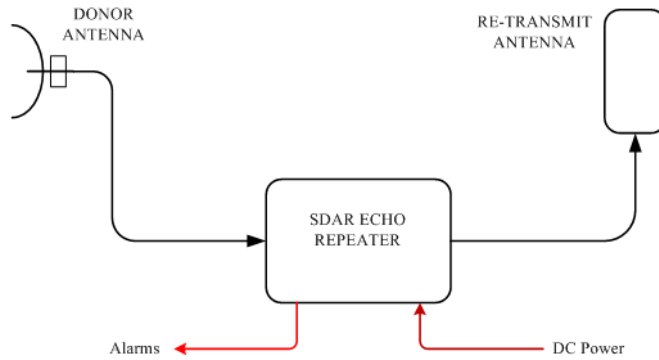 DONOR
ANTENNA
RE-TRANSMIT
ANTENNA
SDAR ECHO
REPEATER
Alarms
DC Power